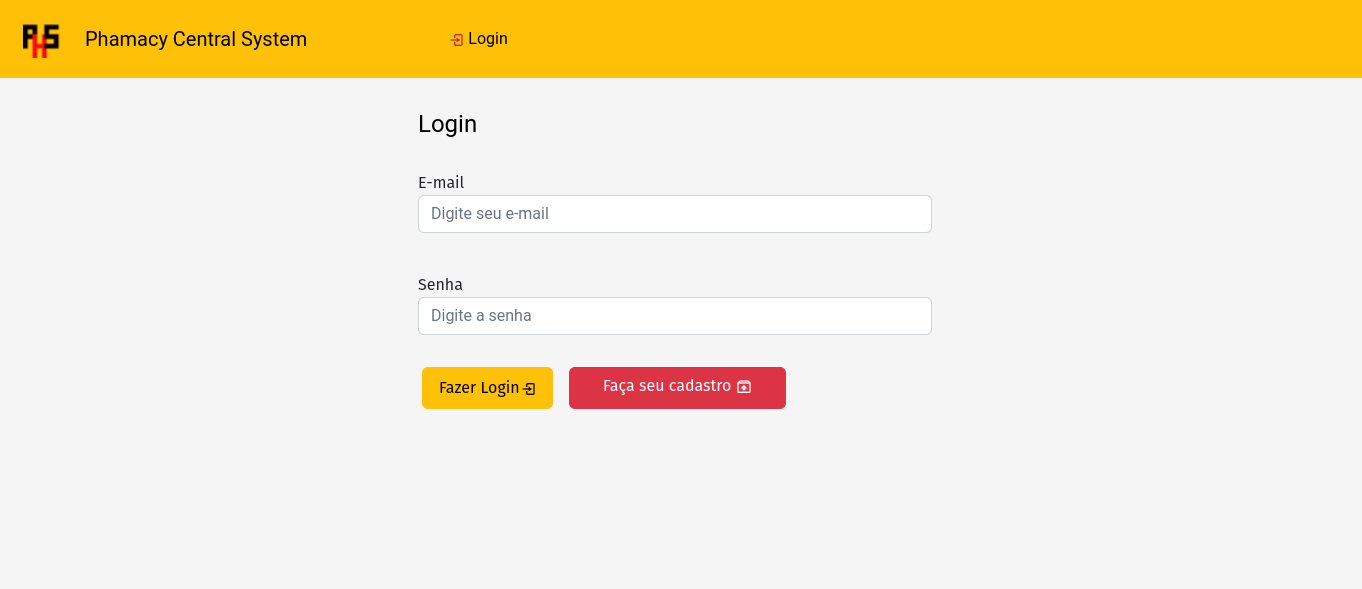 PHS
Phamacy Central System
Login
Login
E-mail
Digite seu e-mail
Senha
Digite a senha
Fazer Login
Faça seu cadastro